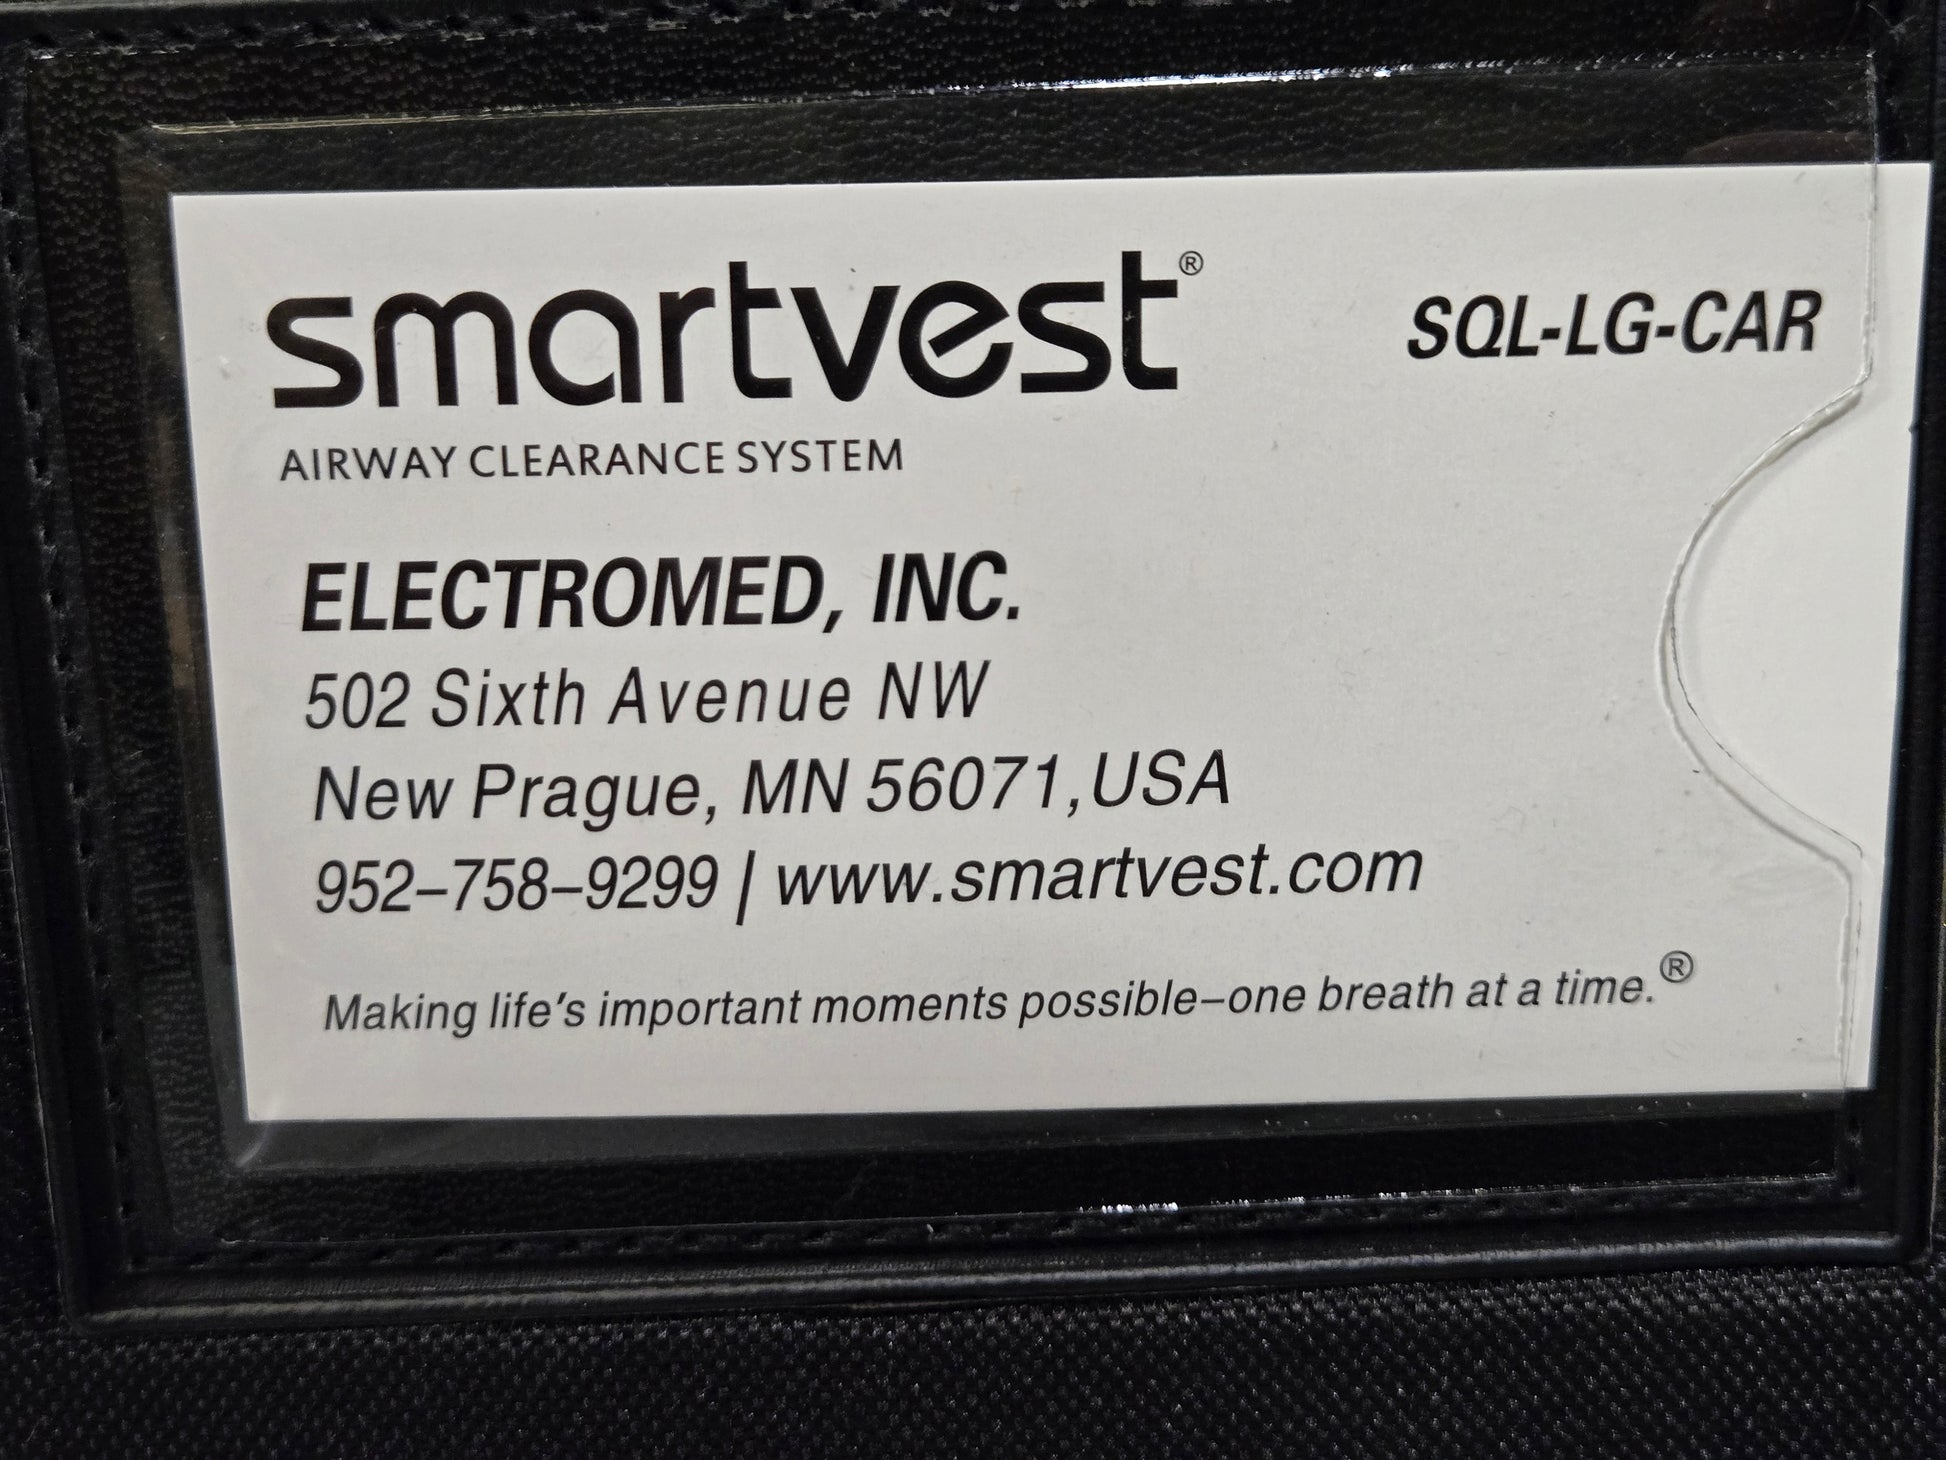 smartvest® SQL-LG-CAR
AIRWAY CLEARANCE SYSTEM
ELECTROMED, INC.
502 Sixth Avenue NW
New Prague, MN 56071,USA
952–758–9299 | www.smartvest.com
Making life's important moments possible–one breath at a time.®